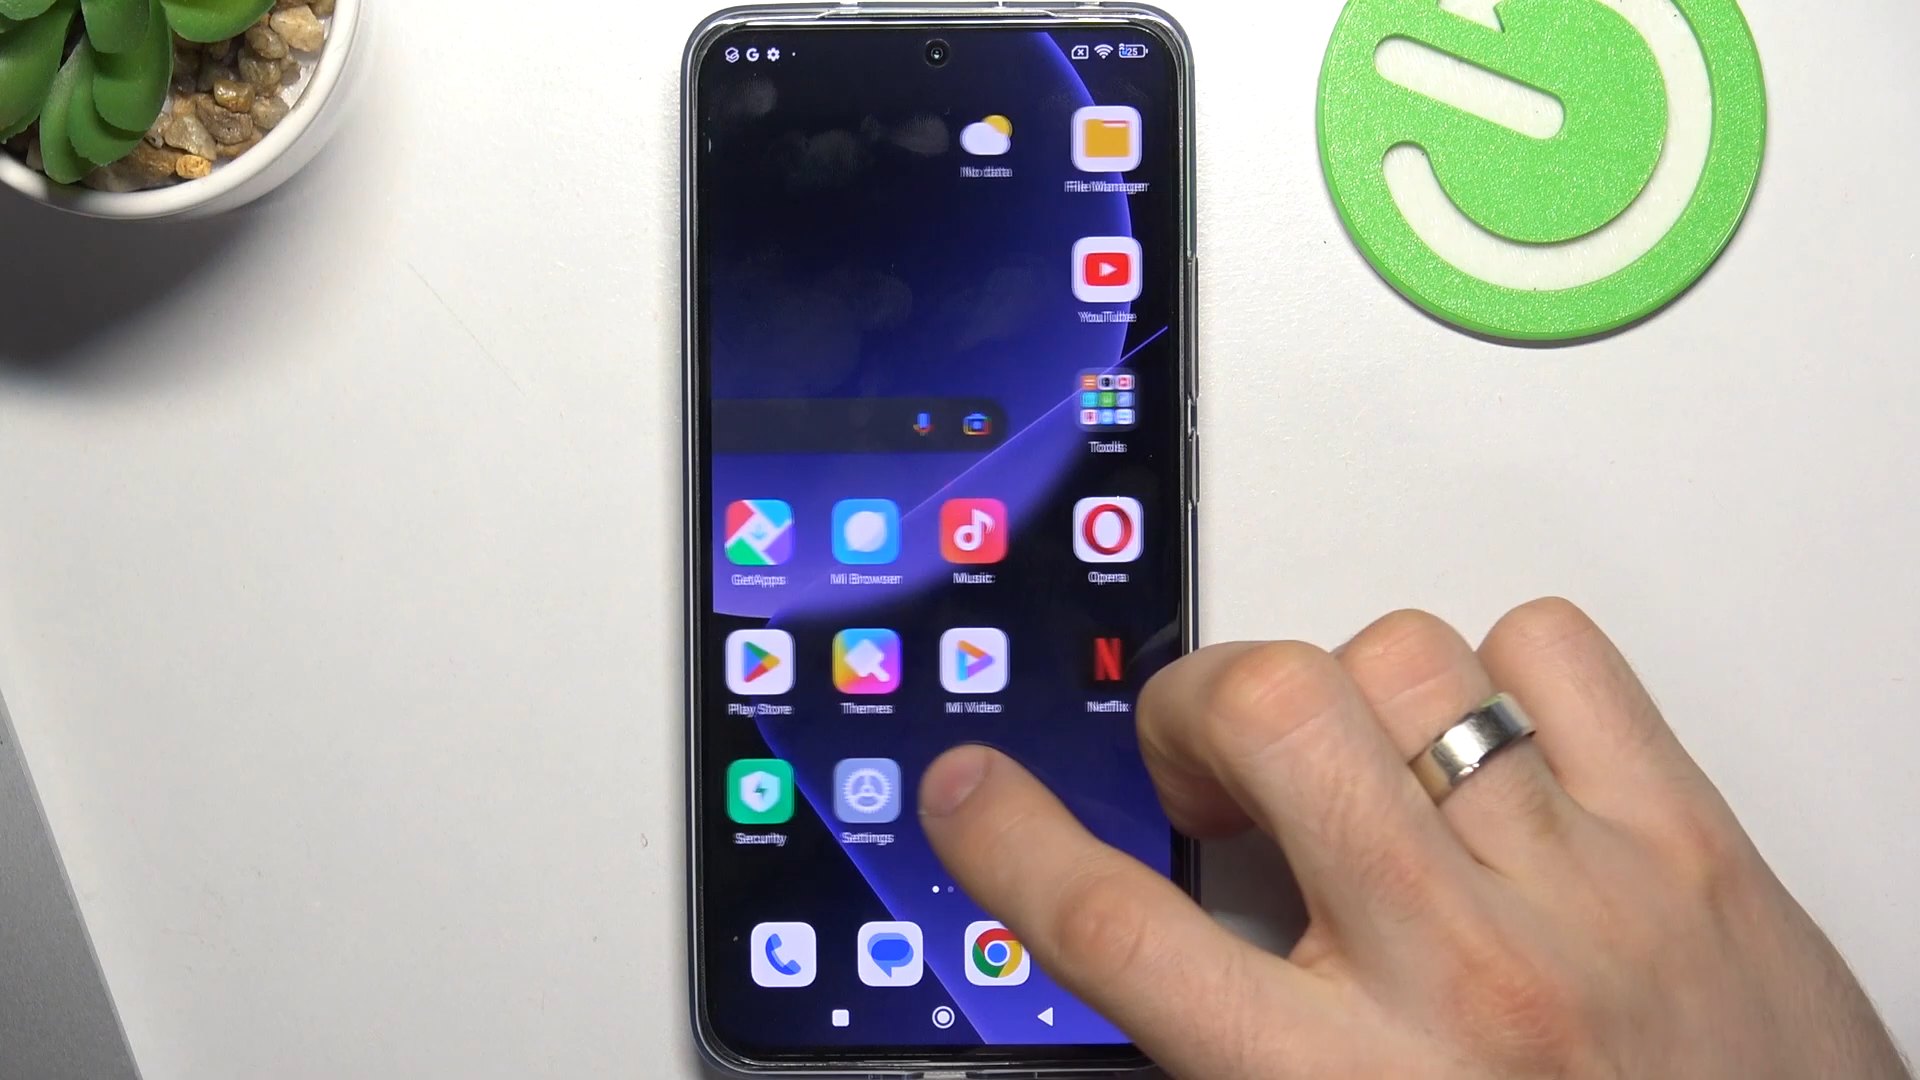 25
No data
File Manager
YouTube
Tools
GetApps
Mi Browser
Music
Opera
Play Store
Themes
Mi Video
Netflix
Security
Settings